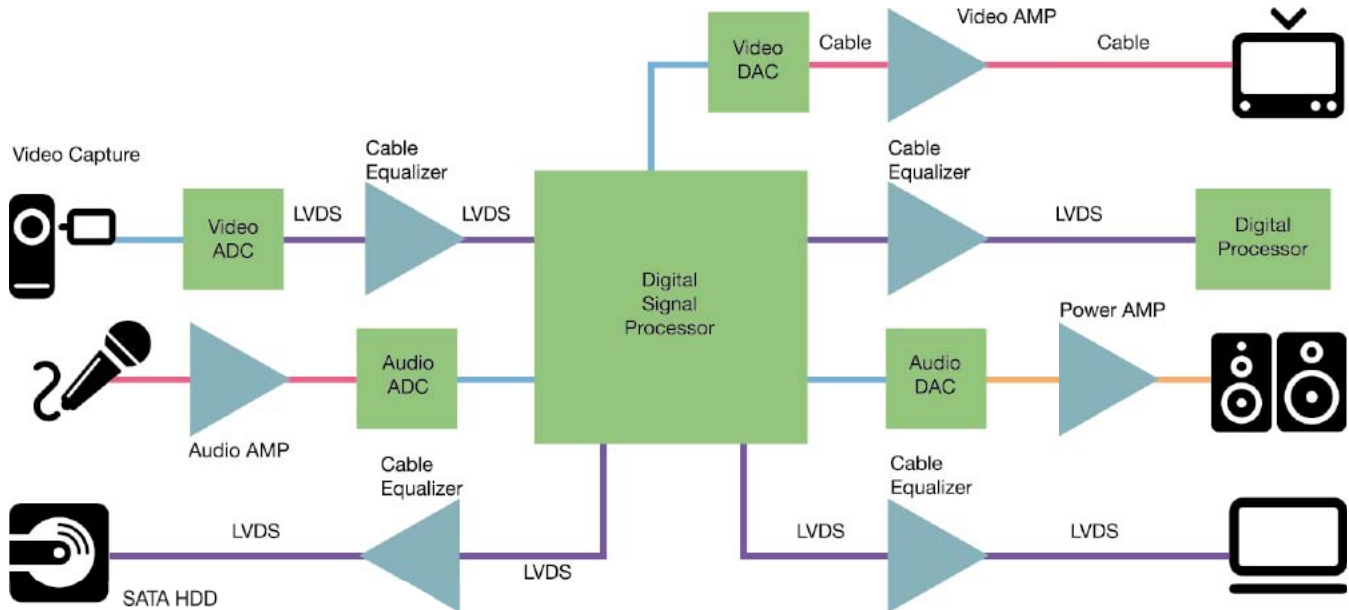 Video AMP
Video
DAC
Cable
Cable
Video Capture
Cable
Equalizer
Cable
Equalizer
Video
ADC
LVDS
LVDS
LVDS
Digital
Processor
Digital
Signal
Processor
Power AMP
Audio
ADC
Audio
DAC
Audio AMP
Cable
Equalizer
Cable
Equalizer
LVDS
LVDS
LVDS
LVDS
SATA HDD